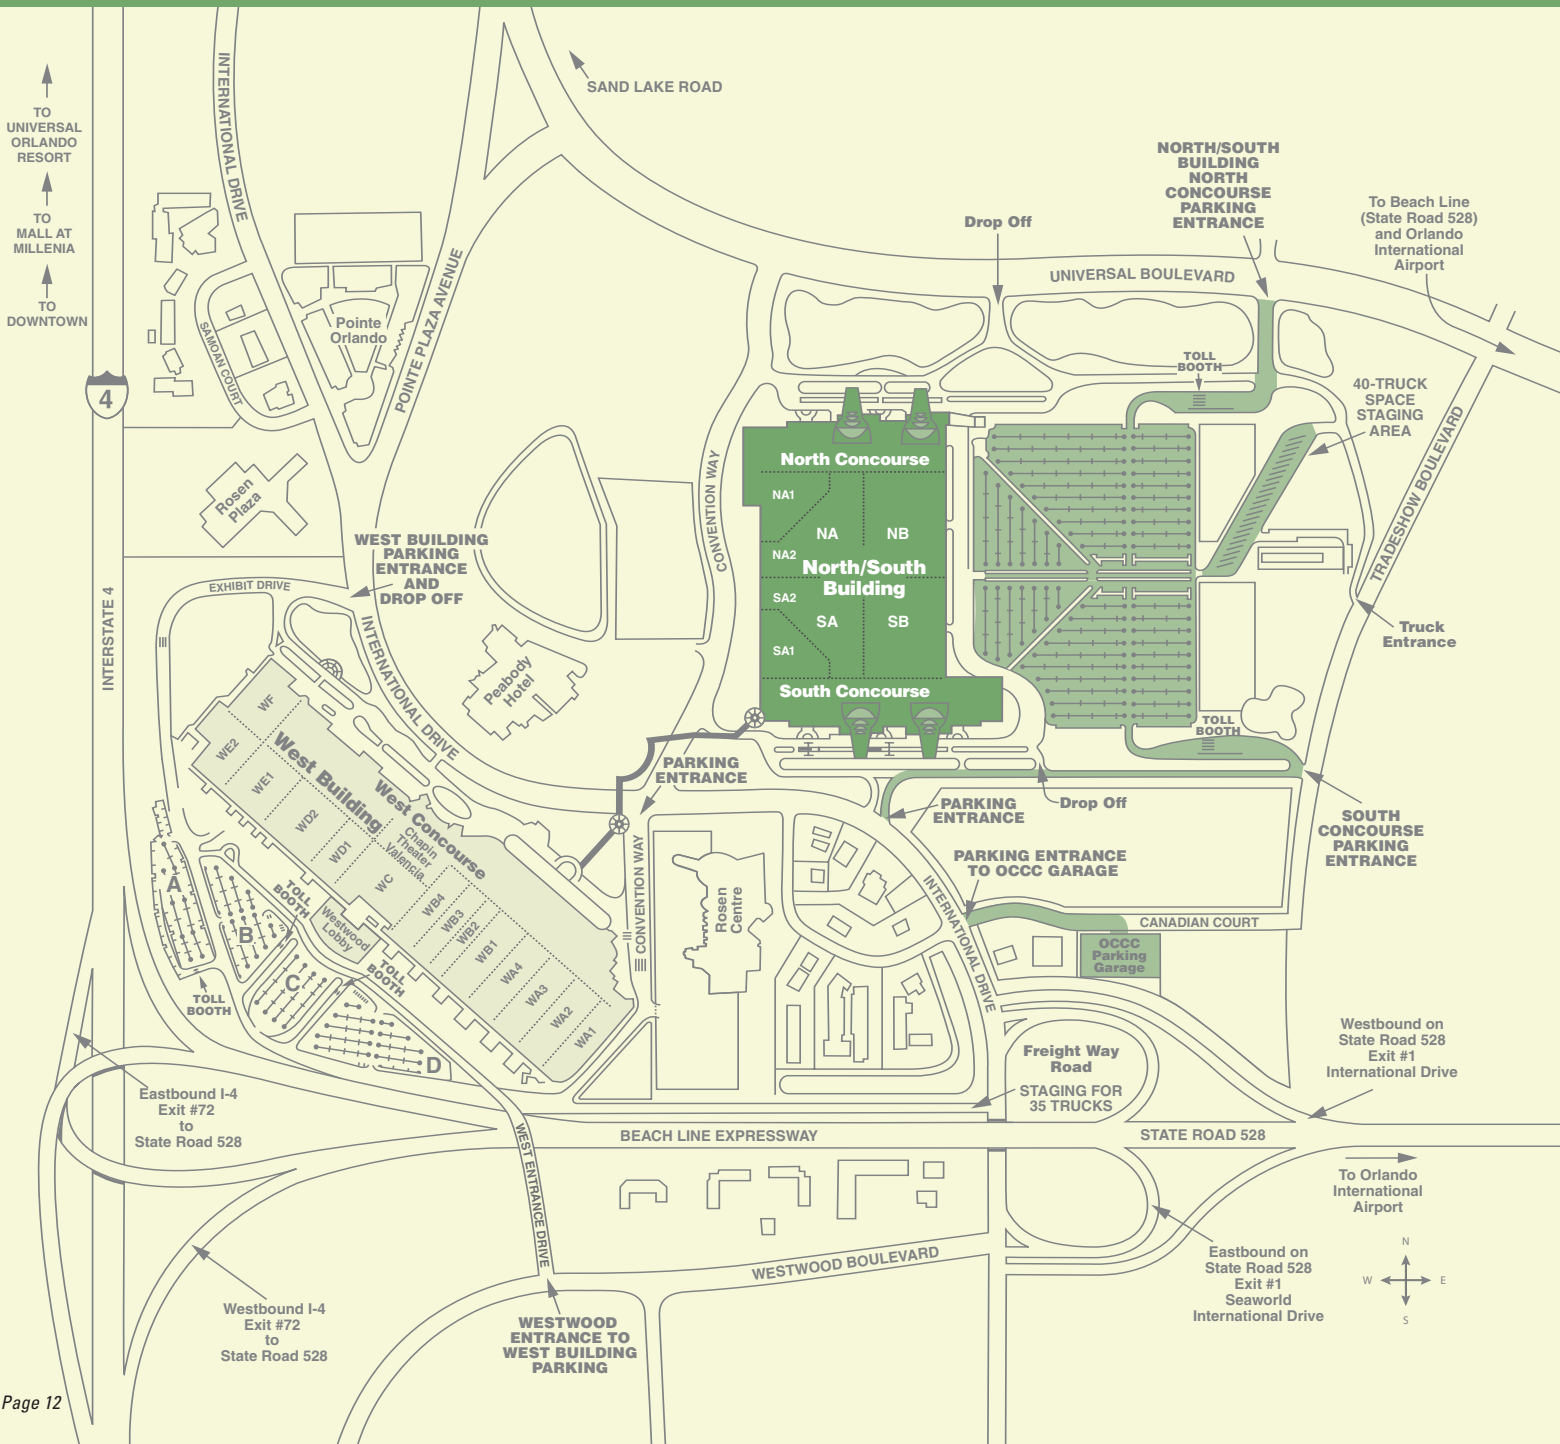 SAND LAKE ROAD
TO
UNIVERSAL
ORLANDO
RESORT
TO
MALL AT
MILLENIA
TO
DOWNTOWN
4
INTERSTATE 4
INTERNATIONAL DRIVE
SAMOAN COURT
Pointe
Orlando
POINTE PLAZA AVENUE
Rosen
Plaza
Drop Off
NORTH/SOUTH
BUILDING
NORTH
CONCOURSE
PARKING
ENTRANCE
To Beach Line
(State Road 528)
and Orlando
International
Airport
UNIVERSAL BOULEVARD
TOLL
BOOTH
40-TRUCK
SPACE
STAGING
AREA
TRADESHOW BOULEVARD
Truck
Entrance
CONVENTION WAY
North Concourse
NA1
NA
NB
NA2
North/South
Building
SA2
SA
SB
SA1
South Concourse
WEST BUILDING
PARKING
ENTRANCE
AND
DROP OFF
EXHIBIT DRIVE
INTERNATIONAL DRIVE
Peabody
Hotel
TOLL
BOOTH
PARKING
ENTRANCE
PARKING
ENTRANCE
Drop Off
SOUTH
CONCOURSE
PARKING
ENTRANCE
PARKING ENTRANCE
TO OCCC GARAGE
CANADIAN COURT
OCCC
Parking
Garage
INTERNATIONAL DRIVE
WF
WE2
WE1
WD2
WD1
WC
West Building
West Concourse
Chapin
Theater
Valencia
WB4
WB3
WB2
WB1
WA4
WA3
WA2
WA1
Westwood
Lobby
TOLL
BOOTH
TOLL
BOOTH
TOLL
BOOTH
A
B
C
D
CONVENTION WAY
Rosen
Centre
Freight Way
Road
STAGING FOR
35 TRUCKS
Westbound on
State Road 528
Exit #1
International Drive
Eastbound I-4
Exit #72
to
State Road 528
BEACH LINE EXPRESSWAY
STATE ROAD 528
To Orlando
International
Airport
WEST ENTRANCE DRIVE
WESTWOOD BOULEVARD
Eastbound on
State Road 528
Exit #1
Seaworld
International Drive
N
W
E
S
Westbound I-4
Exit #72
to
State Road 528
WESTWOOD
ENTRANCE TO
WEST BUILDING
PARKING
Page 12